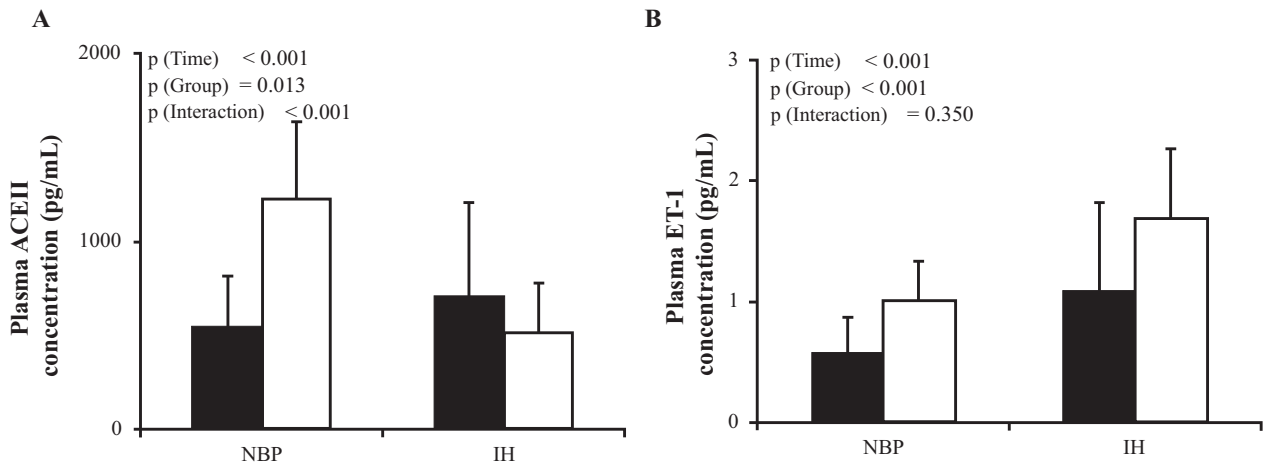 A
Plasma ACEII
concentration (pg/mL)
2000
1000
0
p (Time) < 0.001
p (Group) = 0.013
p (Interaction) < 0.001
NBP
IH
B
Plasma ET-1
concentration (pg/mL)
3
2
1
0
p (Time) < 0.001
p (Group) < 0.001
p (Interaction) = 0.350
NBP
IH